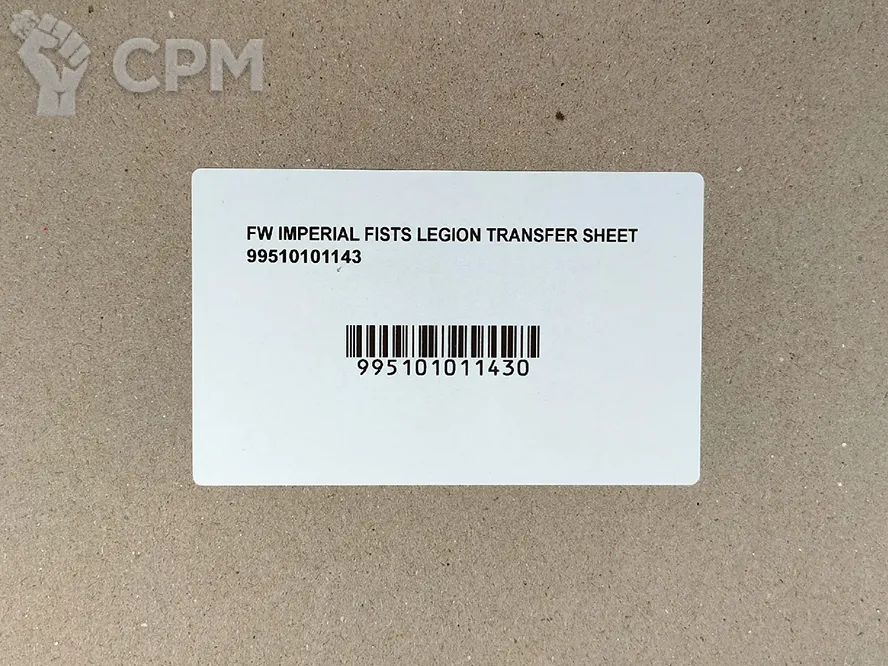 CPM
FW IMPERIAL FISTS LEGION TRANSFER SHEET
99510101143
995101011430